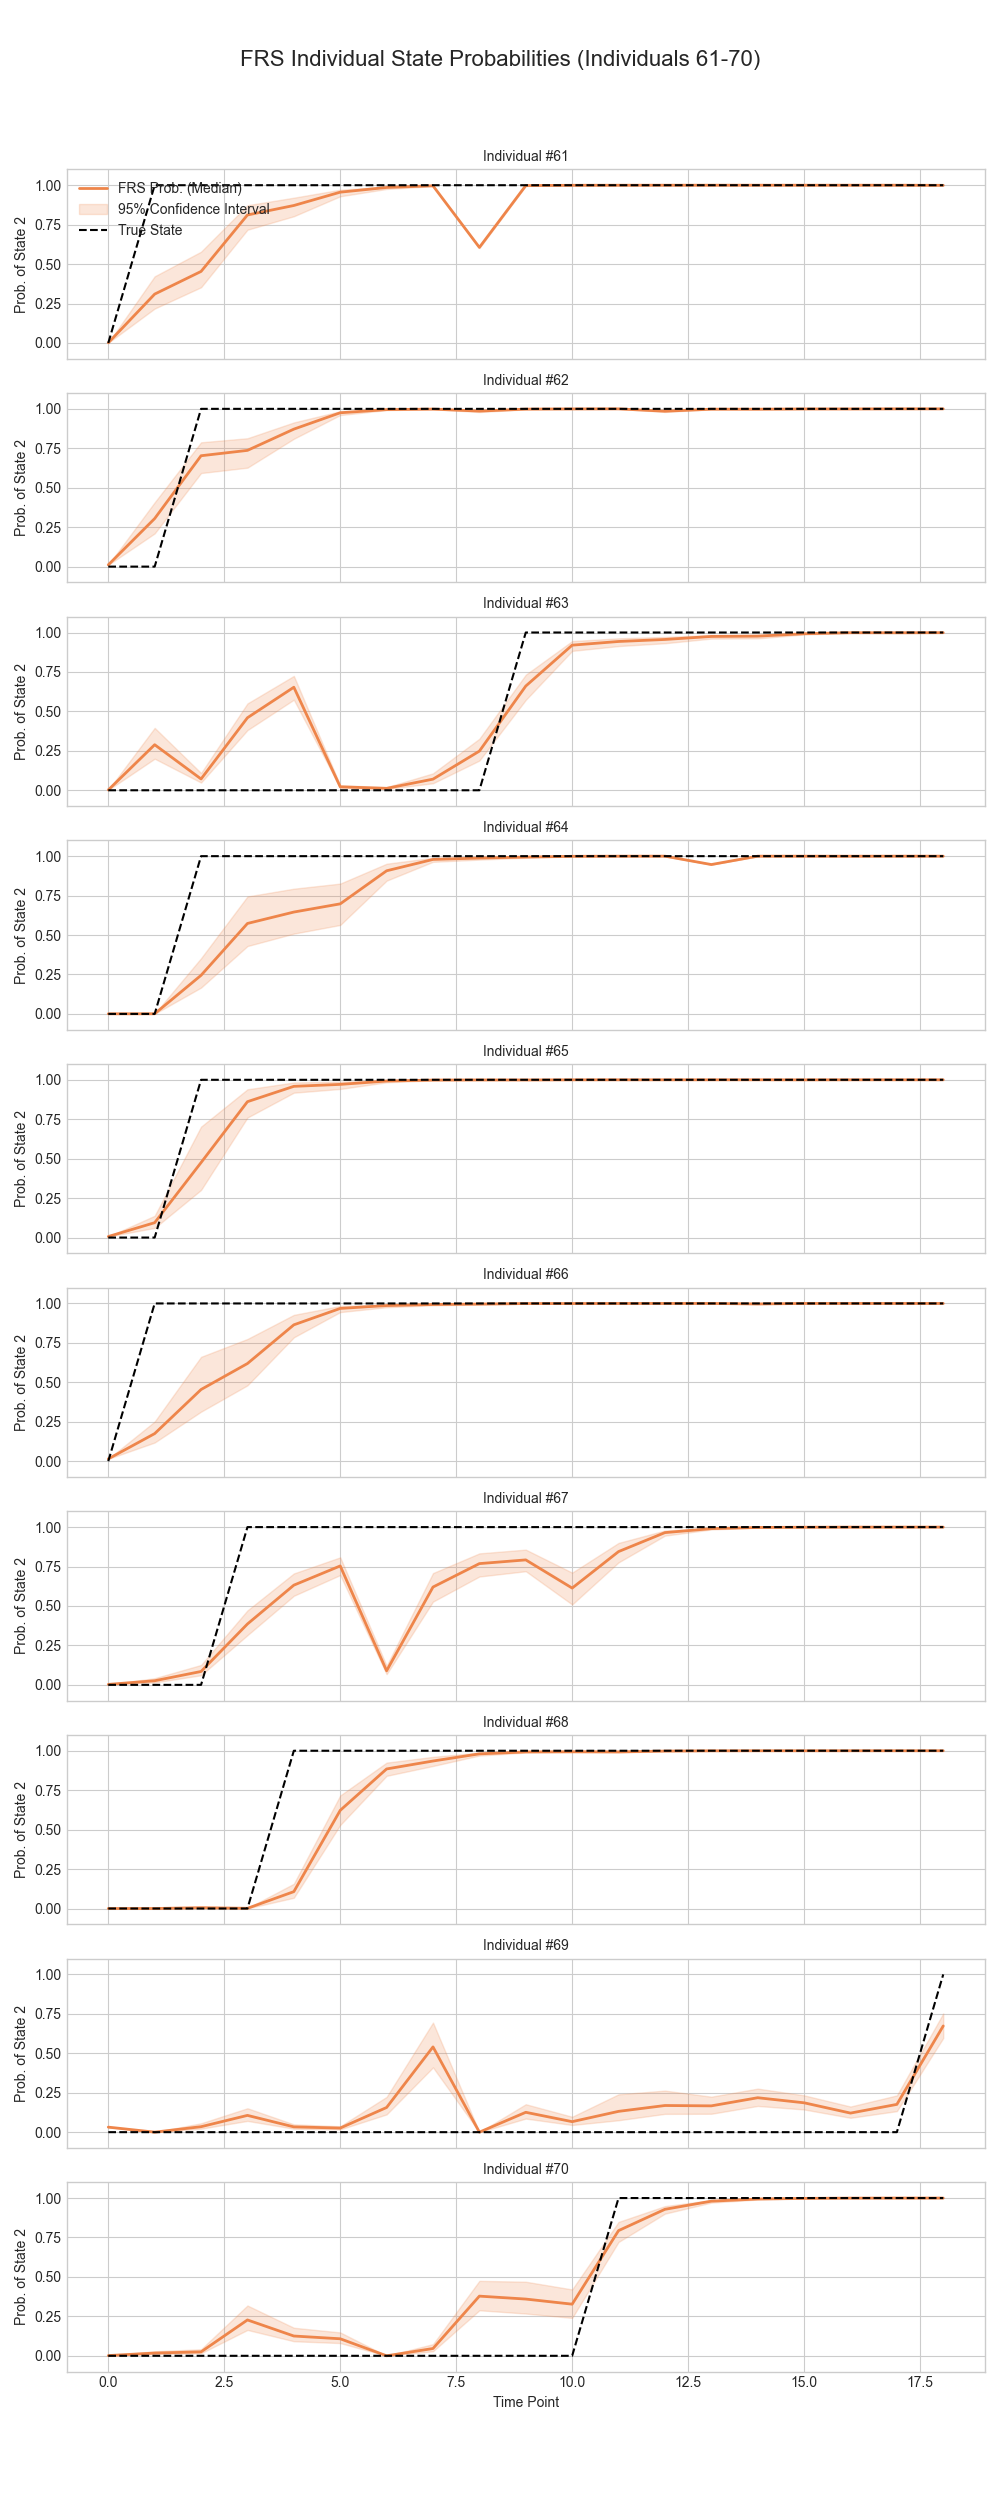 FRS Individual State Probabilities (Individuals 61-70)
Individual #61
Prob. of State 2
1.00
0.75
0.50
0.25
0.00
FRS Prob. (Median)
95% Confidence Interval
True State
Individual #62
Prob. of State 2
1.00
0.75
0.50
0.25
0.00
Individual #63
Prob. of State 2
1.00
0.75
0.50
0.25
0.00
Individual #64
Prob. of State 2
1.00
0.75
0.50
0.25
0.00
Individual #65
Prob. of State 2
1.00
0.75
0.50
0.25
0.00
Individual #66
Prob. of State 2
1.00
0.75
0.50
0.25
0.00
Individual #67
Prob. of State 2
1.00
0.75
0.50
0.25
0.00
Individual #68
Prob. of State 2
1.00
0.75
0.50
0.25
0.00
Individual #69
Prob. of State 2
1.00
0.75
0.50
0.25
0.00
Individual #70
Prob. of State 2
1.00
0.75
0.50
0.25
0.00
0.0 2.5 5.0 7.5 10.0 12.5 15.0 17.5
Time Point